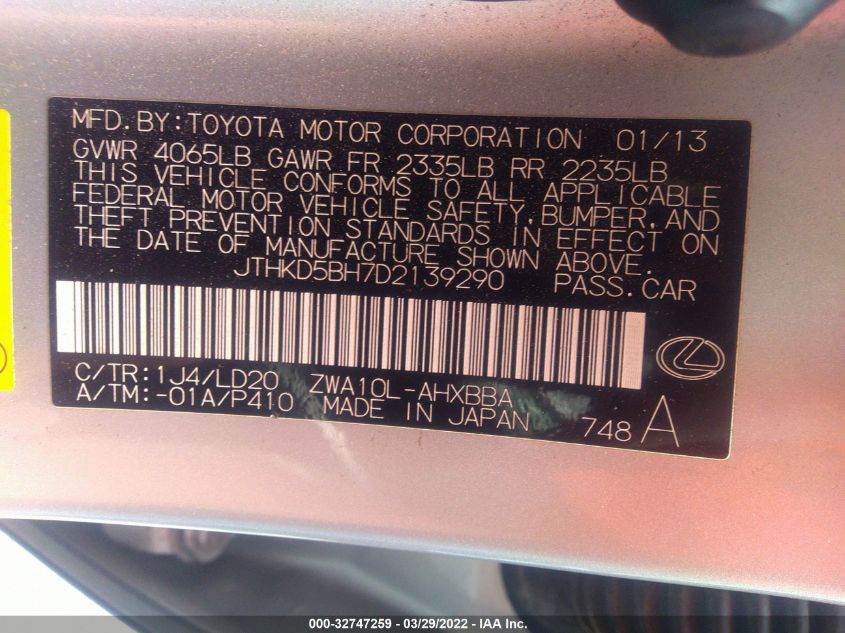 MFD.BY:TOYOTA MOTOR CORPORATION 01/13
GVWR 4065LB GAWR FR 2335LB RR 2235LB
THIS VEHICLE CONFORMS TO ALL APPLICABLE
FEDERAL MOTOR VEHICLE SAFETY,BUMPER,AND
THEFT PREVENTION STANDARDS IN EFFECT ON
THE DATE OF MANUFACTURE SHOWN ABOVE.
JTHKD5BH7D2139290 PASS.CAR
C/TR:1J4/LD20 ZWA10L-AHXBBA
A/TM:-01A/P410 MADE IN JAPAN 748 A
000-32747259 - 03/29/2022 - IAA Inc.